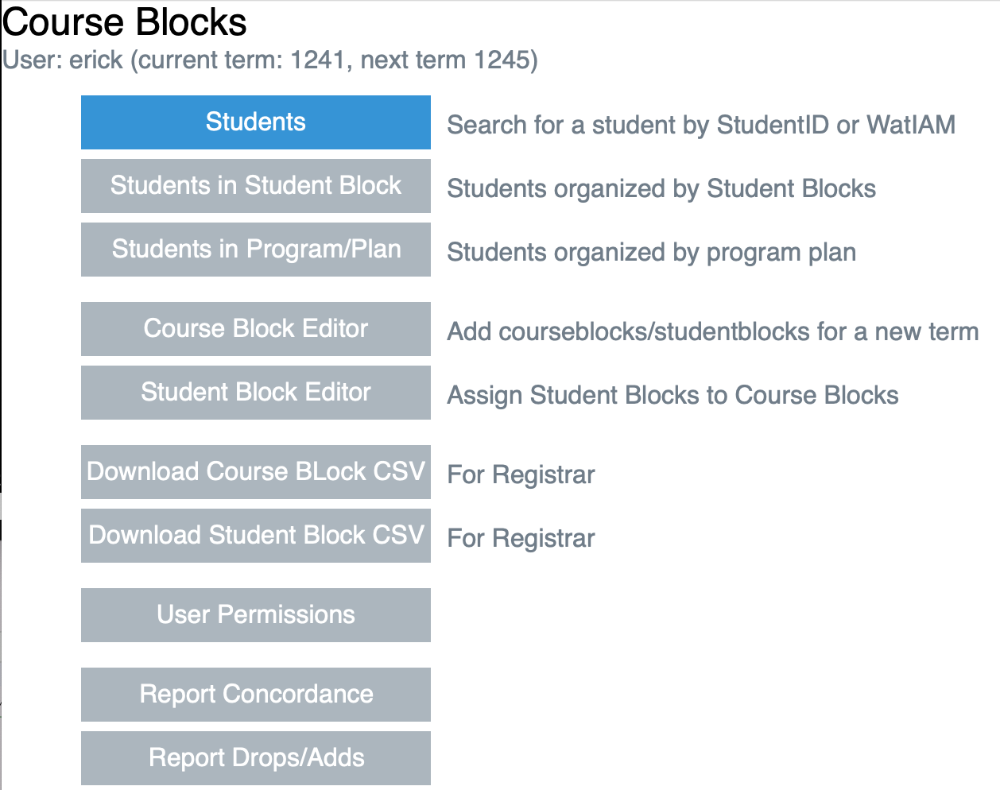 Course Blocks
User: erick (current term: 1241, next term 1245)
Students Search for a student by StudentID or WatIAM
Students in Student Block Students organized by Student Blocks
Students in Program/Plan Students organized by program plan
Course Block Editor Add courseblocks/studentblocks for a new term
Student Block Editor Assign Student Blocks to Course Blocks
Download Course BLock CSV For Registrar
Download Student Block CSV For Registrar
User Permissions
Report Concordance
Report Drops/Adds